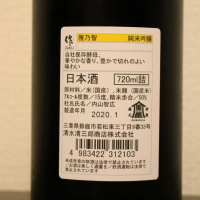 作 雅乃智 純米吟醸
ZAKU
自社保存酵母。
華やかな香り、豊かで切れのよい
味わい
日本酒 720ml詰
原材料/米(国産)、米麹(国産米)
アルコール度数/15度、精米歩合/50%
杜氏氏名/内山智広
製造年月 2020.1
三重県鈴鹿市若松東三丁目9番33号
清水清三郎商店株式会社
4 983422 312103